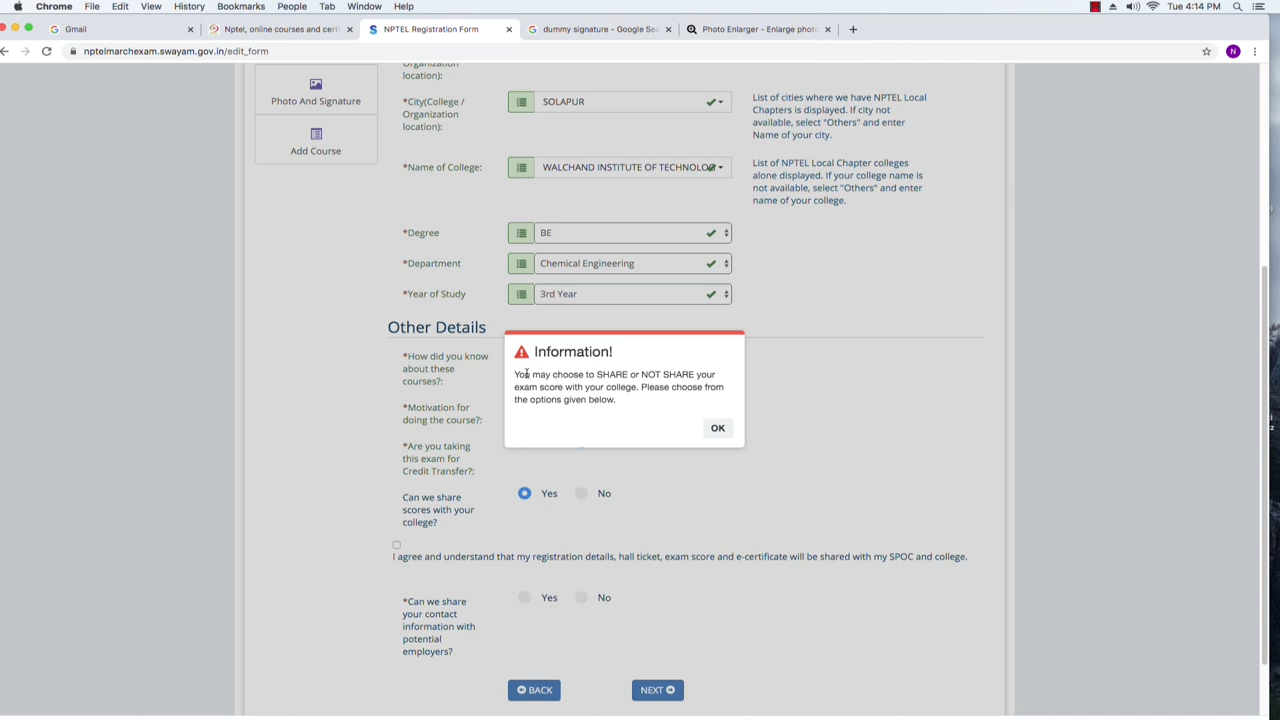 Chrome File Edit View History Bookmarks People Tab Window Help Tue 4:14 PM
Gmail Nptel, online courses and cert NPTEL Registration Form dummy signature – Google Sea Photo Enlarger - Enlarge photo
nptelmarchexam.swayam.gov.in/edit_form N
Organization
location):
Photo And Signature
Add Course
*City(College /
Organization
location):
SOLAPUR
List of cities where we have NPTEL Local
Chapters is displayed. If city not
available, select "Others" and enter
Name of your city.
*Name of College:
WALCHAND INSTITUTE OF TECHNOLOG
List of NPTEL Local Chapter colleges
alone displayed. If your college name is
not available, select "Others" and enter
name of your college.
*Degree BE
*Department Chemical Engineering
*Year of Study 3rd Year
Other Details
*How did you know
about these
courses?:
Information!
You may choose to SHARE or NOT SHARE your
exam score with your college. Please choose from
the options given below.
OK
*Motivation for
doing the course?:
*Are you taking
this exam for
Credit Transfer?:
Can we share
scores with your
college?
Yes No
I agree and understand that my registration details, hall ticket, exam score and e-certificate will be shared with my SPOC and college.
*Can we share
your contact
information with
potential
employers?
Yes No
BACK NEXT